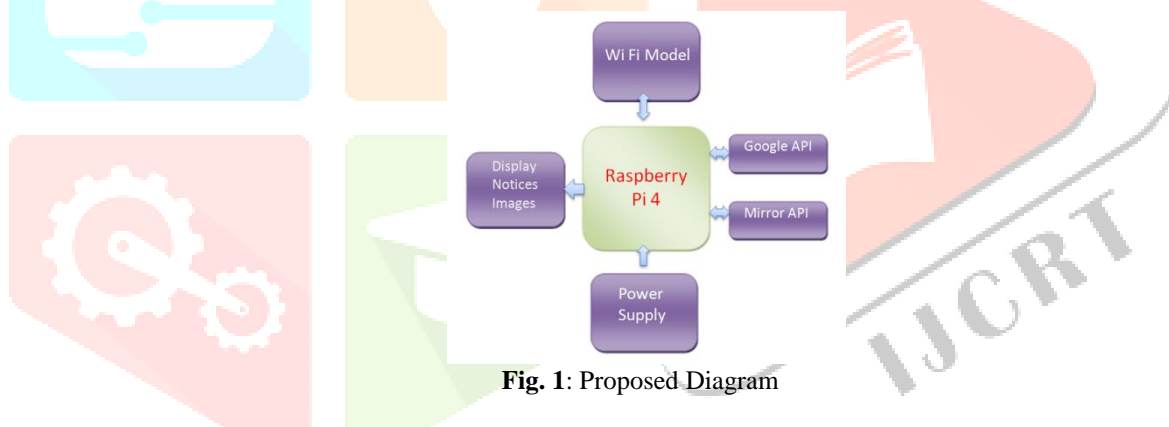 Wi Fi Model
Google API
Display
Notices
Images
Raspberry
Pi 4
Mirror API
Power
Supply
IJCRT
Fig. 1: Proposed Diagram